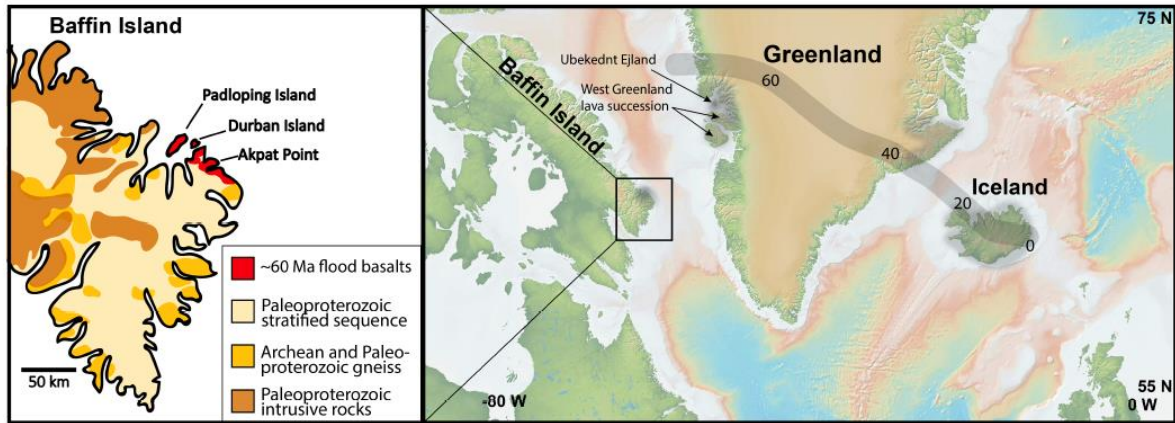 Baffin Island
Padloping Island
Durban Island
Akpat Point
~60 Ma flood basalts
Paleoproterozoic
stratified sequence
Archean and Paleo-
proterozoic gneiss
Paleoproterozoic
intrusive rocks
50 km
75 N
Greenland
Ubekednt Ejland
60
West Greenland
lava succession
Baffin Island
40
Iceland
20
0
55 N
-80 W
0 W